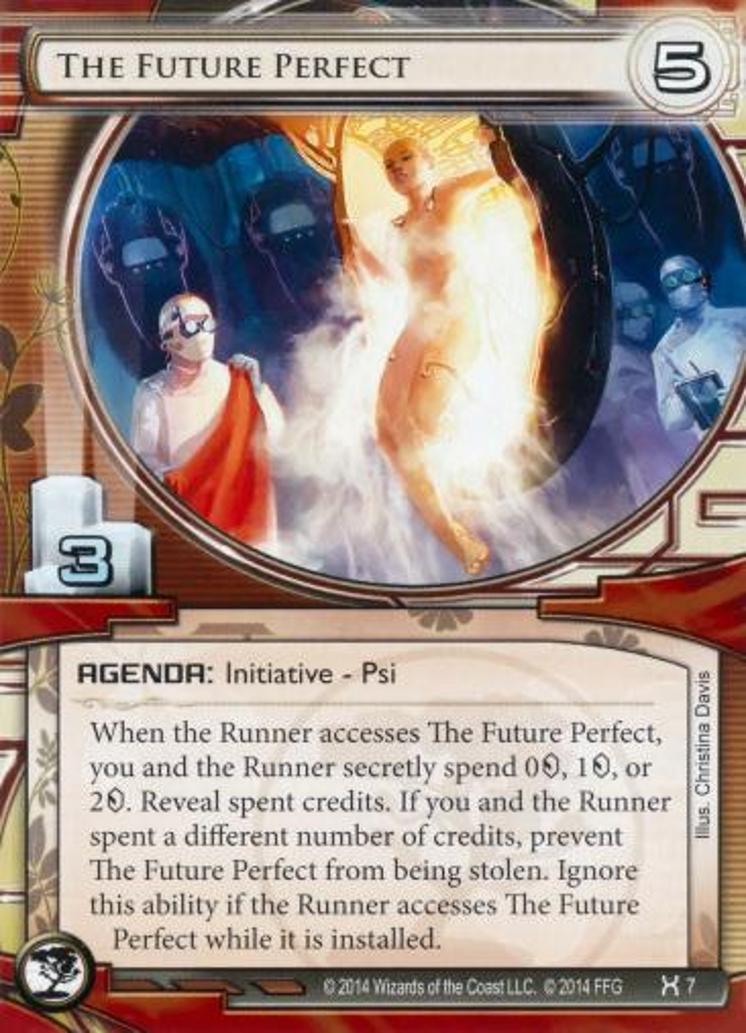 The Future Perfect
5
3
AGENDA: Initiative - Psi
When the Runner accesses The Future Perfect,
you and the Runner secretly spend 0, 1, or
2. Reveal spent credits. If you and the Runner
spent a different number of credits, prevent
The Future Perfect from being stolen. Ignore
this ability if the Runner accesses The Future
Perfect while it is installed.
Illus. Christina Davis
© 2014 Wizards of the Coast LLC. © 2014 FFG
7